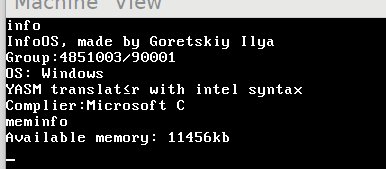 Machine View
info
InfoOS, made by Goretskiy Ilya
Group:4851003/90001
OS: Windows
YASM translat≤r with intel syntax
Complier:Microsoft C
meminfo
Available memory: 11456kb
_